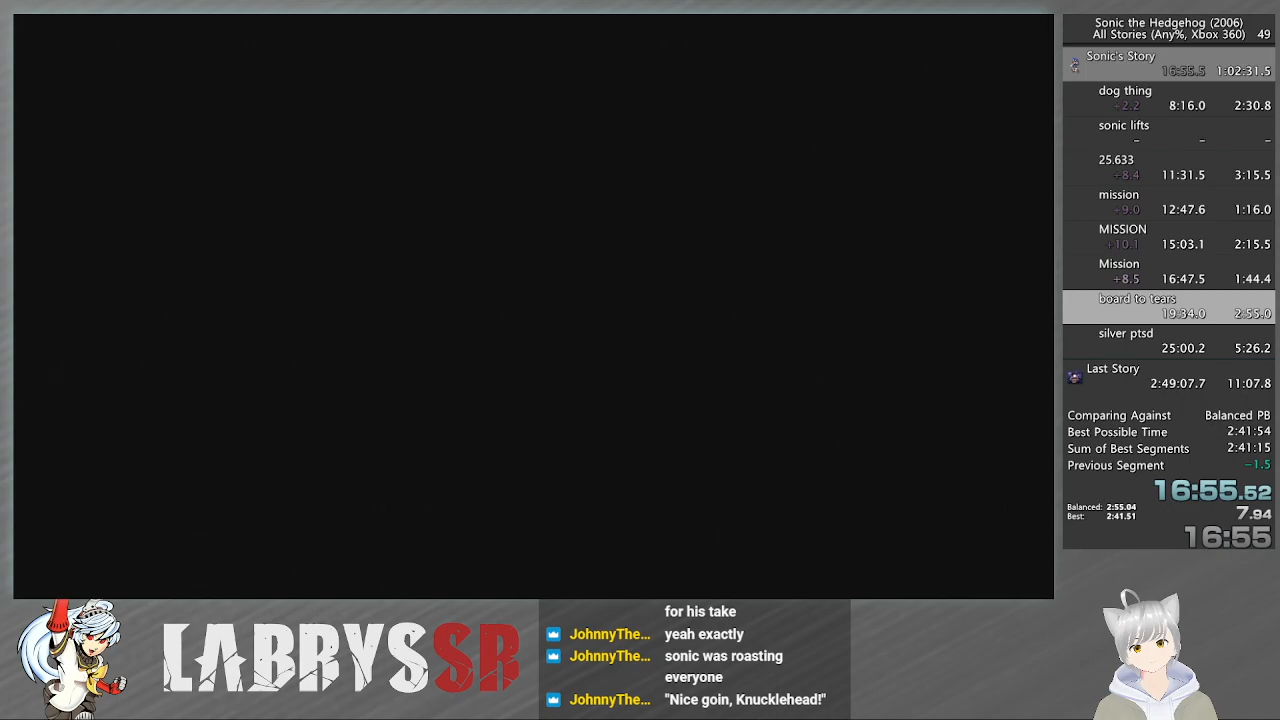 Sonic the Hedgehog (2006)
All Stories (Any%, Xbox 360) 49
Sonic's Story
16:55.5 1:02:31.5
dog thing
+2.2 8:16.0 2:30.8
sonic lifts
– – –
25.633
+8.4 11:31.5 3:15.5
mission
+9.0 12:47.6 1:16.0
MISSION
+10.1 15:03.1 2:15.5
Mission
+8.5 16:47.5 1:44.4
board to tears
19:34.0 2:55.0
silver ptsd
25:00.2 5:26.2
Last Story
2:49:07.7 11:07.8
Comparing Against Balanced PB
Best Possible Time 2:41:54
Sum of Best Segments 2:41:15
Previous Segment −1.5
16:55.52
Balanced: 2:55.04
Best: 2:41.51
7.94
16:55
LABRYSSR
for his take
JohnnyThe... yeah exactly
JohnnyThe... sonic was roasting
everyone
JohnnyThe... "Nice goin, Knucklehead!"